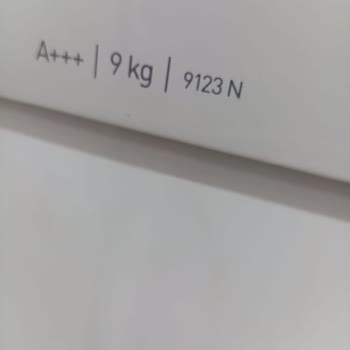 A+++ | 9 kg | 9123 N